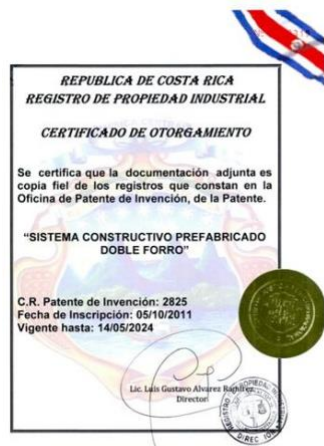 REPUBLICA DE COSTA RICA
REGISTRO DE PROPIEDAD INDUSTRIAL
CERTIFICADO DE OTORGAMIENTO
Se certifica que la documentación adjunta es
copia fiel de los registros que constan en la
Oficina de Patente de Invención, de la Patente.
“SISTEMA CONSTRUCTIVO PREFABRICADO
DOBLE FORRO”
C.R. Patente de Invención: 2825
Fecha de Inscripción: 05/10/2011
Vigente hasta: 14/05/2024
Lic. Luis Gustavo Alvarez Ramírez
Director